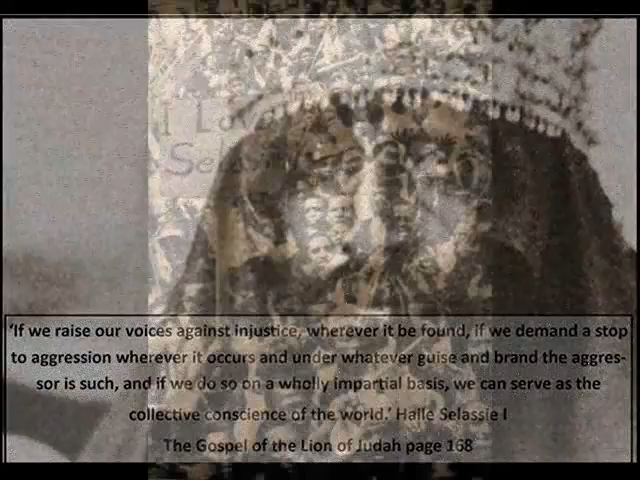 I Lov
Selassie
'If we raise our voices against injustice, wherever it be found, if we demand a stop
to aggression wherever it occurs and under whatever guise and brand the aggres-
sor is such, and if we do so on a wholly impartial basis, we can serve as the
collective conscience of the world.' Haile Selassie I
The Gospel of the Lion of Judah page 168